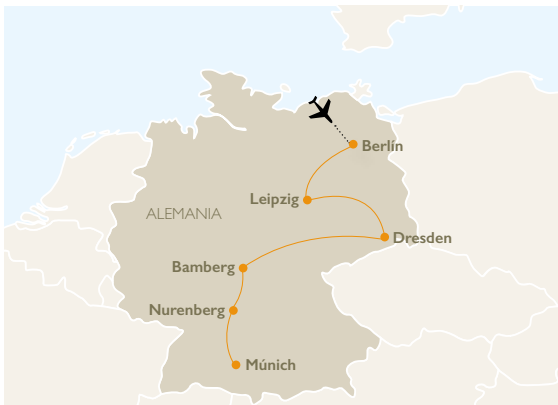 Berlín
Leipzig
ALEMANIA
Dresden
Bamberg
Nurenberg
Múnich